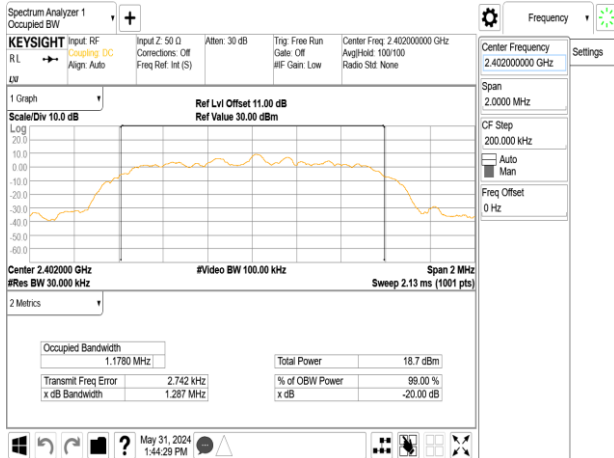 Spectrum Analyzer 1
Occupied BW
Frequency
KEYSIGHT
Input: RF
Coupling: DC
Align: Auto
Input Z: 50 Ω
Corrections: Off
Freq Ref: Int (S)
Atten: 30 dB
Trig: Free Run
Gate: Off
#IF Gain: Low
Center Freq: 2.402000000 GHz
Avg|Hold: 100/100
Radio Std: None
RL
LXI
Center Frequency
2.402000000 GHz
Settings
Span
2.0000 MHz
CF Step
200.000 kHz
Auto
Man
Freq Offset
0 Hz
1 Graph
Scale/Div 10.0 dB
Ref Lvl Offset 11.00 dB
Ref Value 30.00 dBm
Log
20.0
10.0
0.00
-10.0
-20.0
-30.0
-40.0
-50.0
-60.0
Center 2.402000 GHz
#Video BW 100.00 kHz
Span 2 MHz
#Res BW 30.000 kHz
Sweep 2.13 ms (1001 pts)
2 Metrics
Occupied Bandwidth
1.1780 MHz
Total Power 18.7 dBm
Transmit Freq Error 2.742 kHz
% of OBW Power 99.00 %
x dB Bandwidth 1.287 MHz
x dB -20.00 dB
?
May 31, 2024
1:44:29 PM